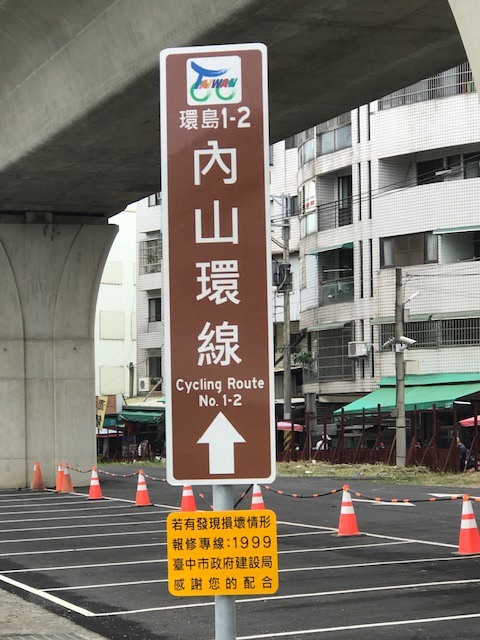 TAIWAN
環島1-2
內山環線
Cycling Route
No. 1-2
若有發現損壞情形
報修專線:1999
臺中市政府建設局
感謝您的配合